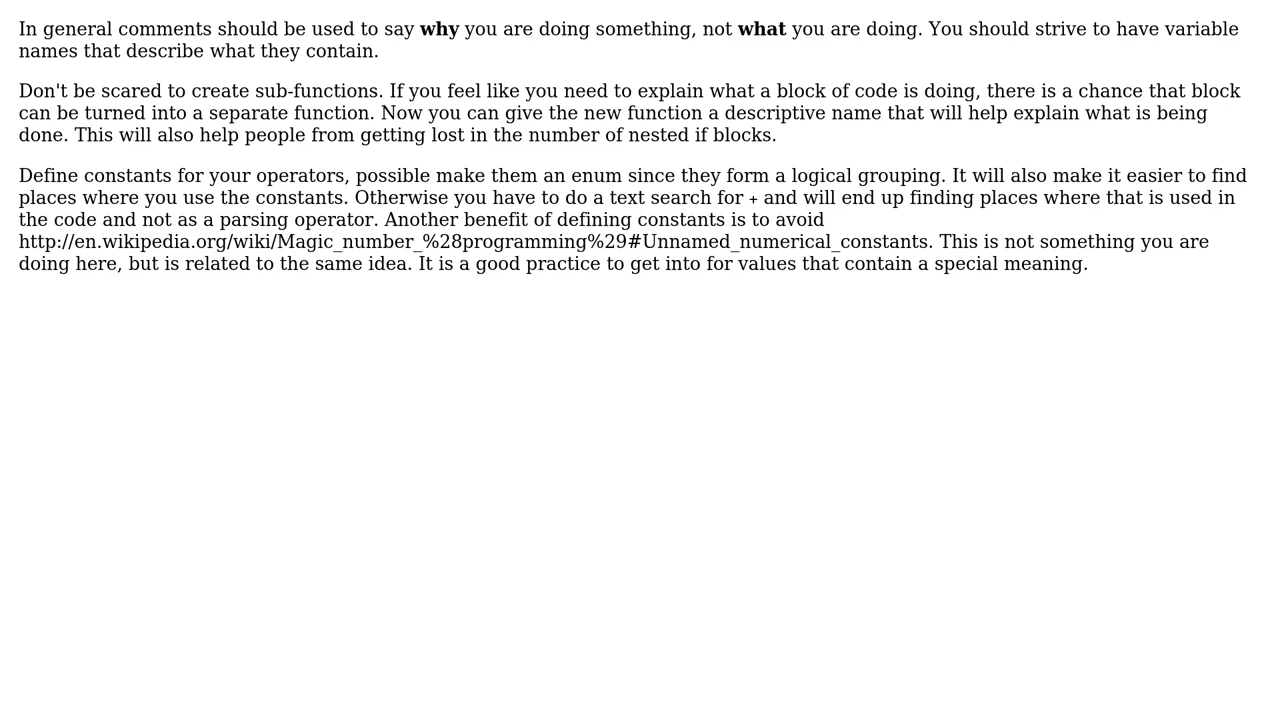 In general comments should be used to say why you are doing something, not what you are doing. You should strive to have variable
names that describe what they contain.
Don't be scared to create sub-functions. If you feel like you need to explain what a block of code is doing, there is a chance that block
can be turned into a separate function. Now you can give the new function a descriptive name that will help explain what is being
done. This will also help people from getting lost in the number of nested if blocks.
Define constants for your operators, possible make them an enum since they form a logical grouping. It will also make it easier to find
places where you use the constants. Otherwise you have to do a text search for + and will end up finding places where that is used in
the code and not as a parsing operator. Another benefit of defining constants is to avoid
http://en.wikipedia.org/wiki/Magic_number_%28programming%29#Unnamed_numerical_constants. This is not something you are
doing here, but is related to the same idea. It is a good practice to get into for values that contain a special meaning.